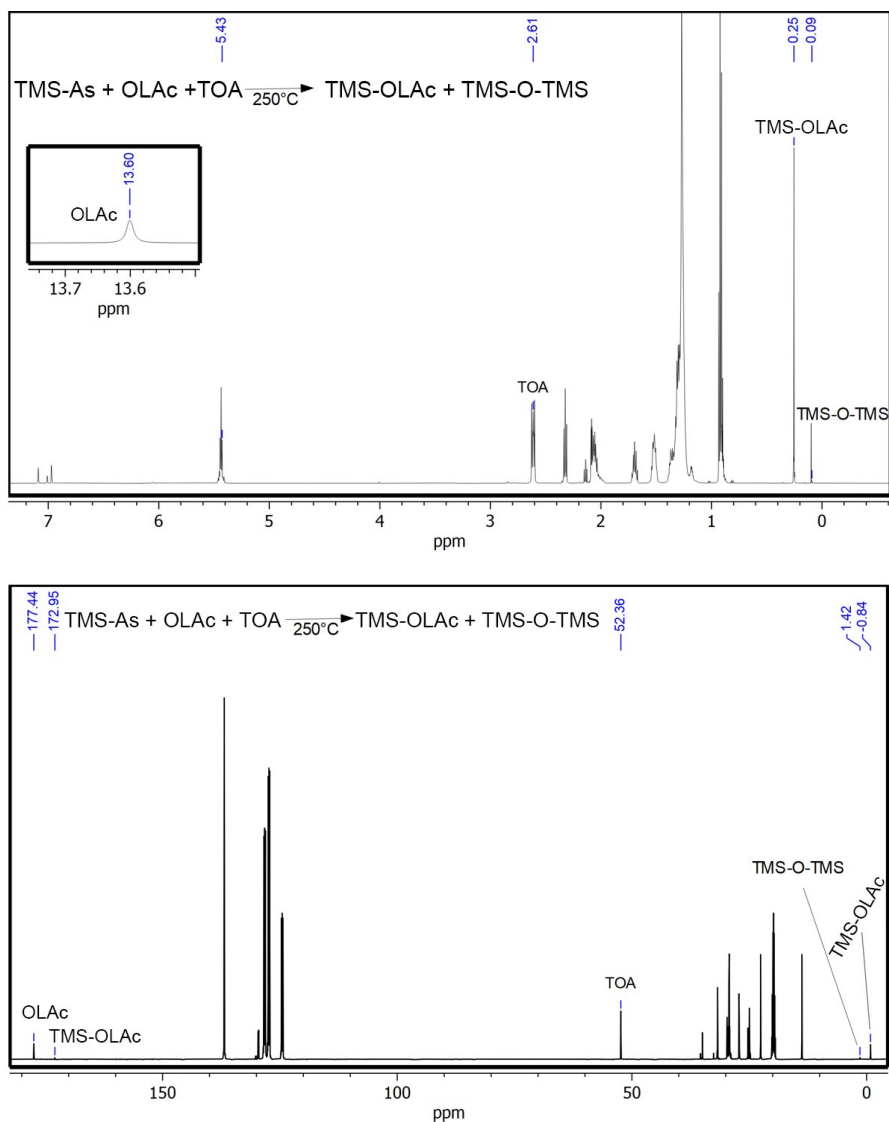 5.43 2.61 0.25 0.09
TMS-As + OLAc +TOA 250°C TMS-OLAc + TMS-O-TMS
TMS-OLAc
13.60
OLAc
13.7 13.6
ppm
TOA
TMS-O-TMS
7 6 5 4 3 2 1 0
ppm
177.44 172.95 52.36 1.42 -0.84
TMS-As + OLAc + TOA 250°C TMS-OLAc + TMS-O-TMS
TMS-O-TMS
TMS-OLAc
TOA
OLAc
TMS-OLAc
150 100 50 0
ppm